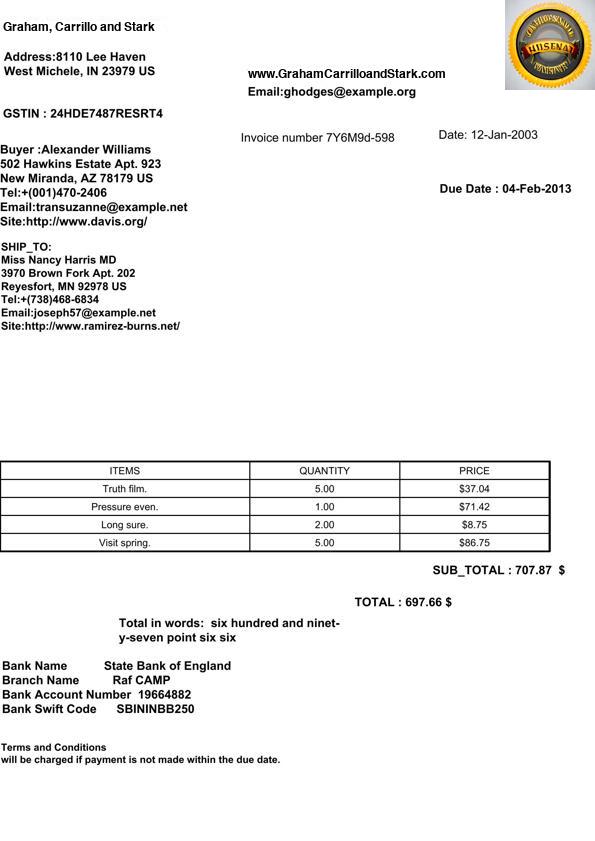 Graham, Carrillo and Stark
Address:8110 Lee Haven
West Michele, IN 23979 US
www.GrahamCarrilloandStark.com
Email:ghodges@example.org
HUSENAT
GSTIN : 24HDE7487RESRT4
Invoice number 7Y6M9d-598
Date: 12-Jan-2003
Buyer :Alexander Williams
502 Hawkins Estate Apt. 923
New Miranda, AZ 78179 US
Tel:+(001)470-2406
Email:transuzanne@example.net
Site:http://www.davis.org/
Due Date : 04-Feb-2013
SHIP_TO:
Miss Nancy Harris MD
3970 Brown Fork Apt. 202
Reyesfort, MN 92978 US
Tel:+(738)468-6834
Email:joseph57@example.net
Site:http://www.ramirez-burns.net/
ITEMS QUANTITY PRICE
Truth film. 5.00 $37.04
Pressure even. 1.00 $71.42
Long sure. 2.00 $8.75
Visit spring. 5.00 $86.75
SUB_TOTAL : 707.87 $
TOTAL : 697.66 $
Total in words: six hundred and ninet-
y-seven point six six
Bank Name State Bank of England
Branch Name Raf CAMP
Bank Account Number 19664882
Bank Swift Code SBININBB250
Terms and Conditions
will be charged if payment is not made within the due date.